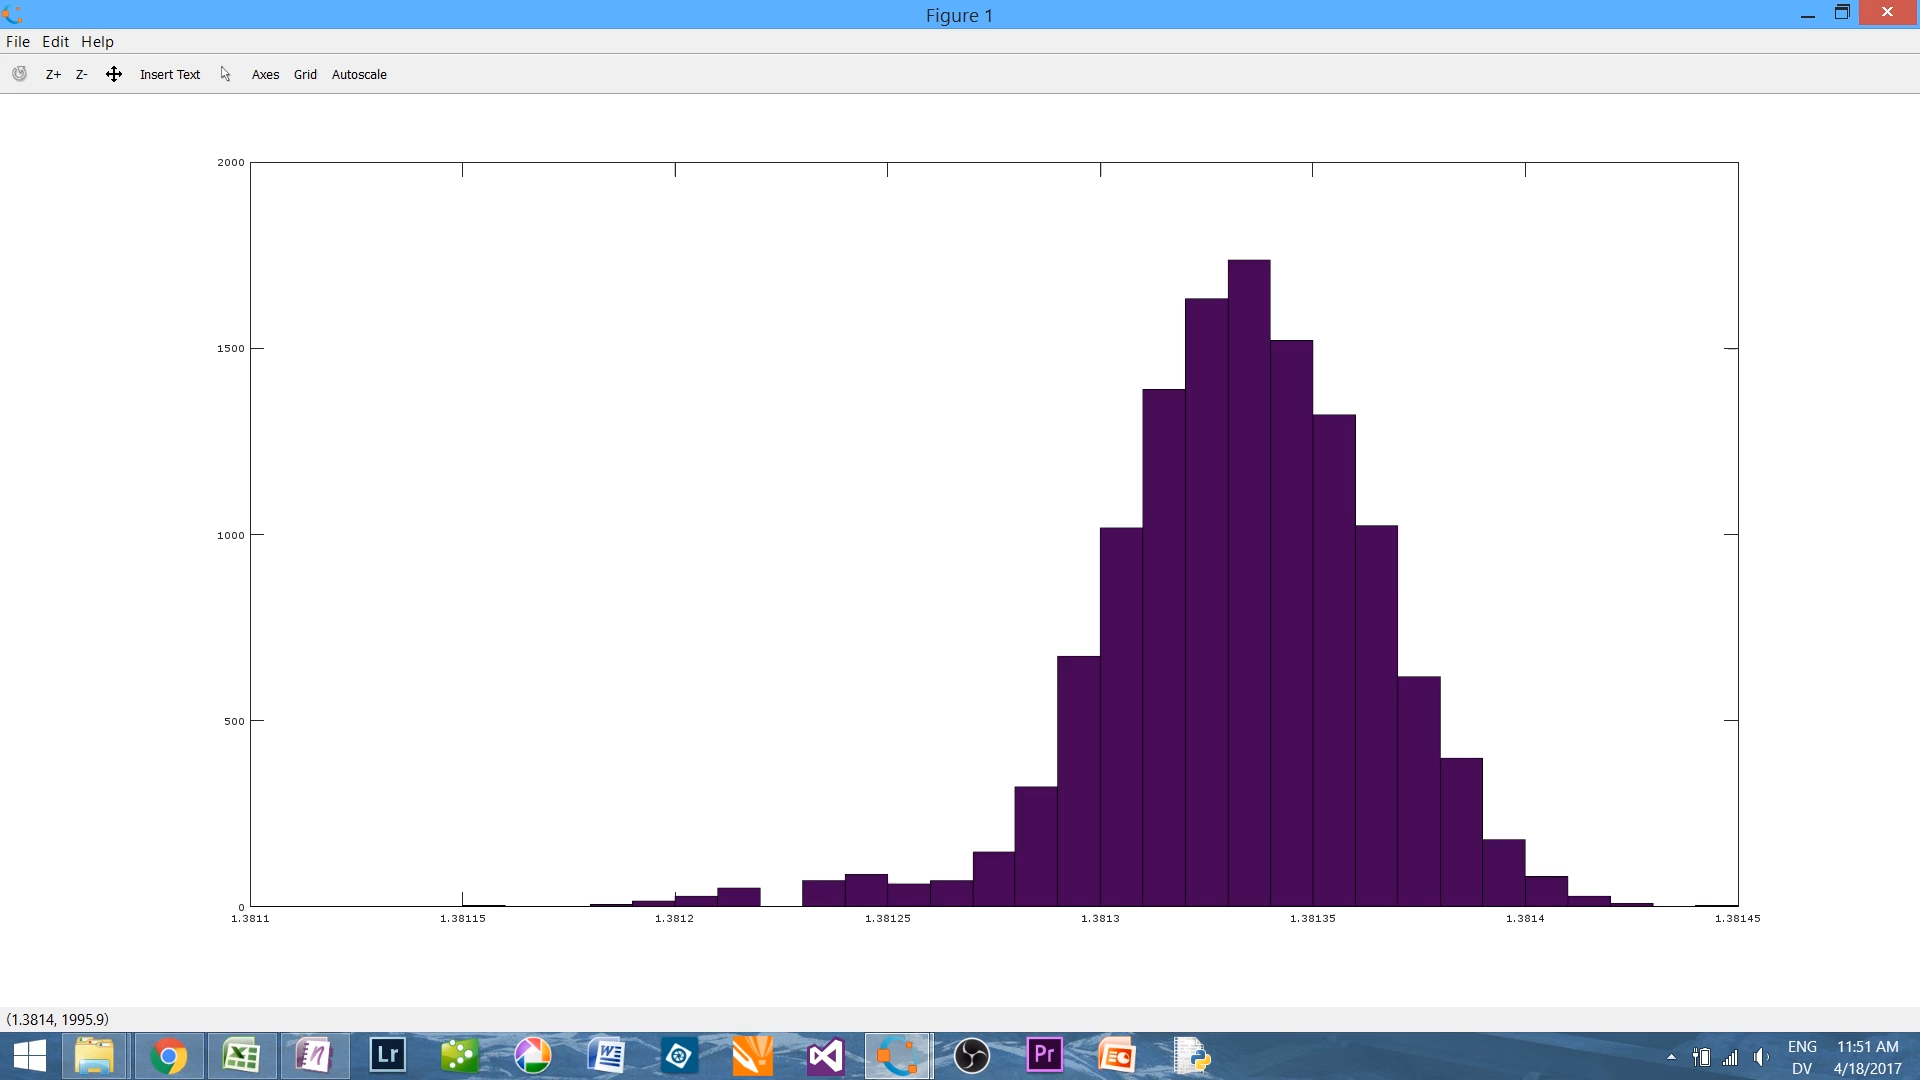 Figure 1
File Edit Help
Z+ Z- Insert Text Axes Grid Autoscale
2000
1500
1000
500
0
1.3811 1.38115 1.3812 1.38125 1.3813 1.38135 1.3814 1.38145
(1.3814, 1995.9)
Lr Pr
ENG 11:51 AM
DV 4/18/2017